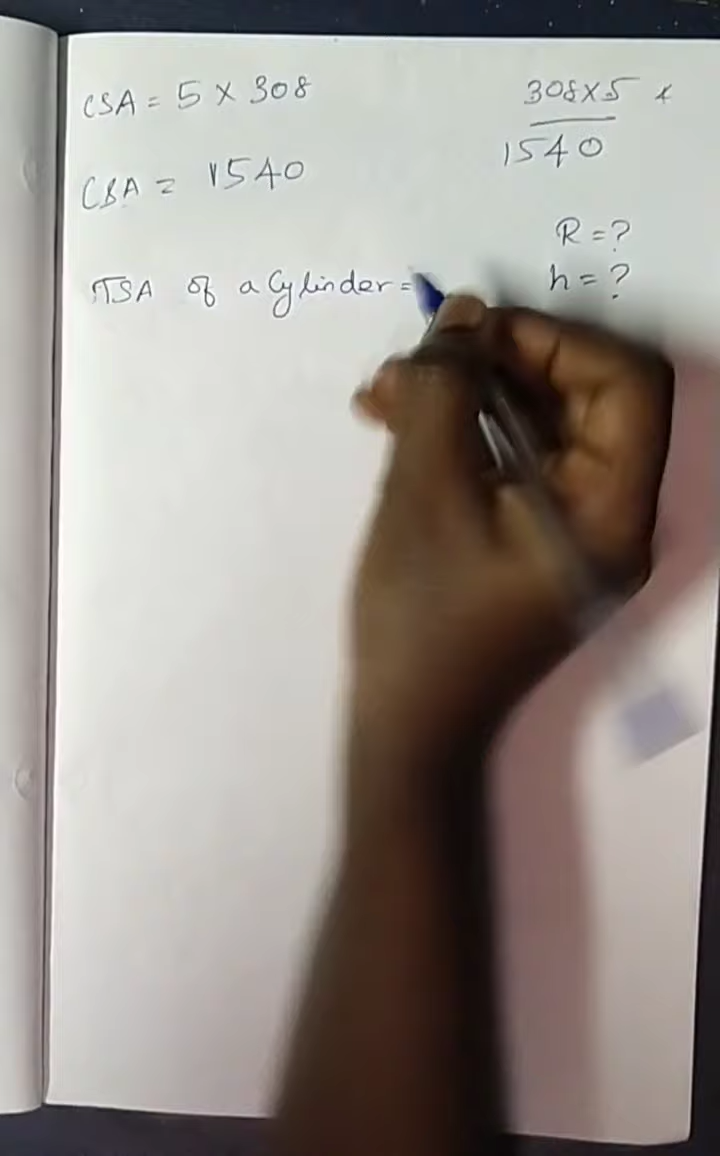 CSA = 5 × 308
CSA = 1540
TSA of a Cylinder =
308×5 ×
1540
R = ?
h = ?